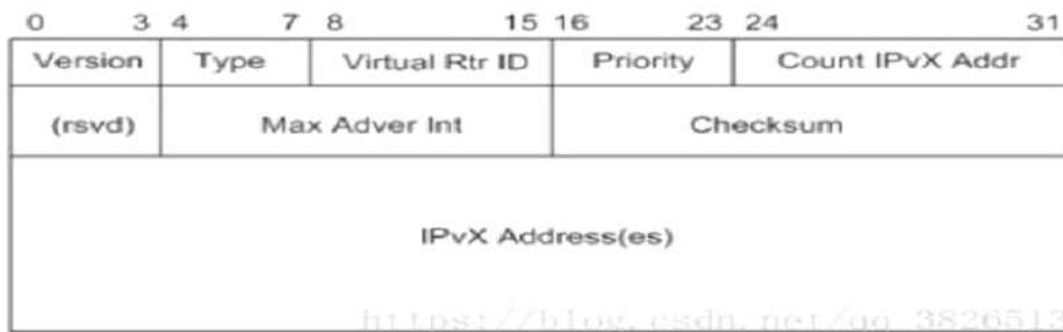 0 3 4 7 8 15 16 23 24 31
Version Type Virtual Rtr ID Priority Count IPvX Addr
(rsvd) Max Adver Int Checksum
IPvX Address(es)
https://blog.csdn.net/qq_3826513